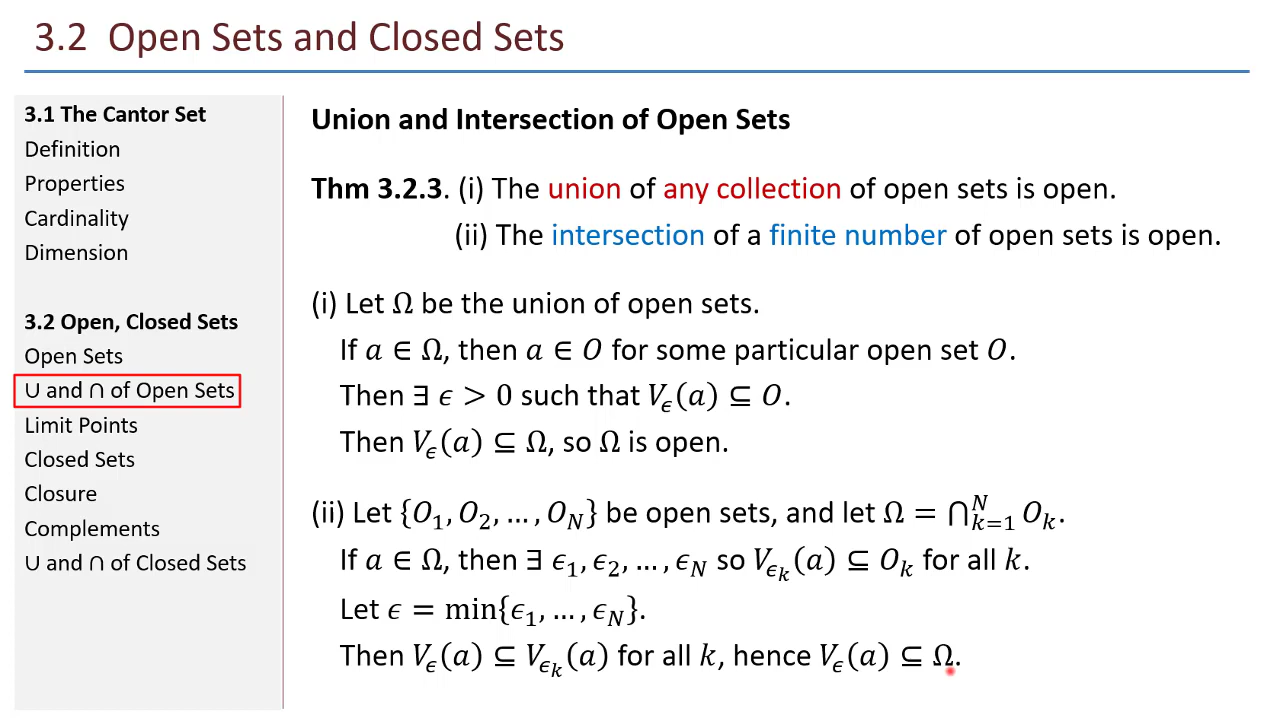 3.2 Open Sets and Closed Sets
3.1 The Cantor Set
Definition
Properties
Cardinality
Dimension
3.2 Open, Closed Sets
Open Sets
∪ and ∩ of Open Sets
Limit Points
Closed Sets
Closure
Complements
∪ and ∩ of Closed Sets
Union and Intersection of Open Sets
Thm 3.2.3. (i) The union of any collection of open sets is open.
(ii) The intersection of a finite number of open sets is open.
(i) Let Ω be the union of open sets.
If 𝑎 ∈ Ω, then 𝑎 ∈ 𝑂 for some particular open set 𝑂.
Then ∃ 𝜖 > 0 such that 𝑉_𝜖(𝑎) ⊆ 𝑂.
Then 𝑉_𝜖(𝑎) ⊆ Ω, so Ω is open.
(ii) Let {𝑂₁, 𝑂₂, … , 𝑂_𝑁} be open sets, and let Ω = ⋂_{𝑘=1}^{𝑁} 𝑂_𝑘.
If 𝑎 ∈ Ω, then ∃ 𝜖₁, 𝜖₂, … , 𝜖_𝑁 so 𝑉_{𝜖_𝑘}(𝑎) ⊆ 𝑂_𝑘 for all 𝑘.
Let 𝜖 = min{𝜖₁, … , 𝜖_𝑁}.
Then 𝑉_𝜖(𝑎) ⊆ 𝑉_{𝜖_𝑘}(𝑎) for all 𝑘, hence 𝑉_𝜖(𝑎) ⊆ Ω.